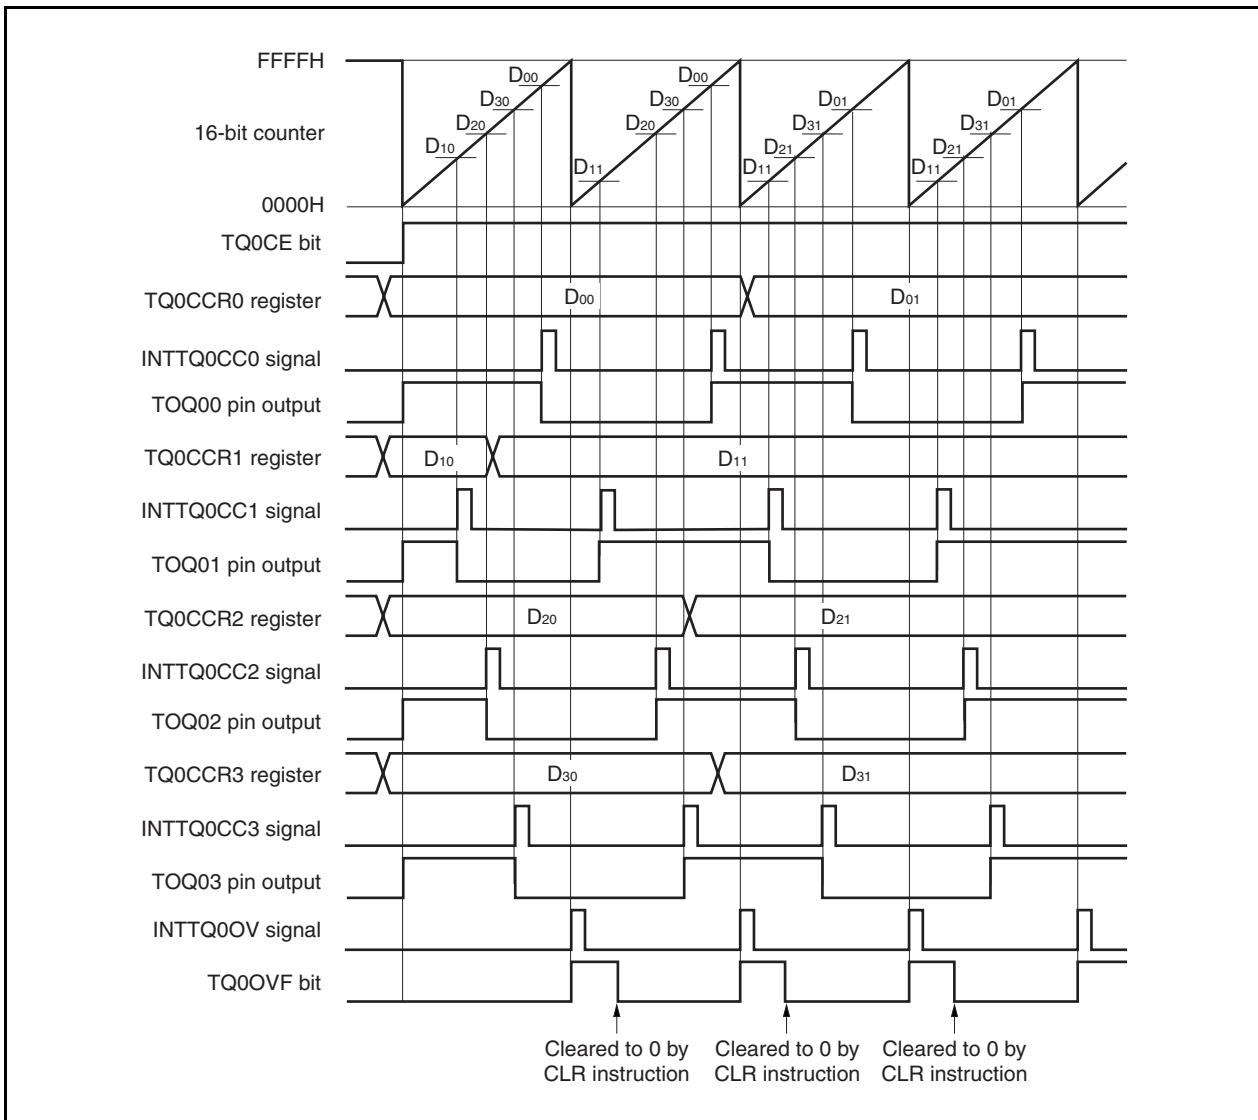 FFFFH
D00
D00
D30
D30
D01
D01
16-bit counter
D20
D20
D31
D31
D10
D21
D21
D11
D11
D11
0000H
TQ0CE bit
TQ0CCR0 register
D00
D01
INTTQ0CC0 signal
TOQ00 pin output
TQ0CCR1 register
D10
D11
INTTQ0CC1 signal
TOQ01 pin output
TQ0CCR2 register
D20
D21
INTTQ0CC2 signal
TOQ02 pin output
TQ0CCR3 register
D30
D31
INTTQ0CC3 signal
TOQ03 pin output
INTTQ0OV signal
TQ0OVF bit
Cleared to 0 by
CLR instruction
Cleared to 0 by
CLR instruction
Cleared to 0 by
CLR instruction